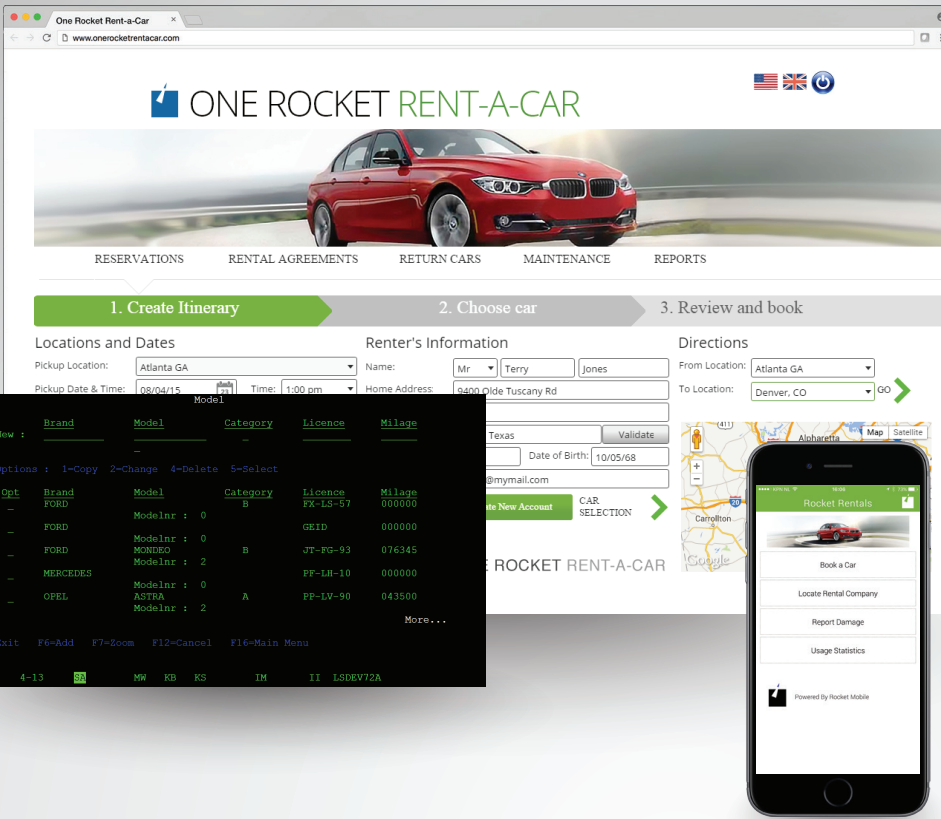 One Rocket Rent-a-Car ×
www.onerocketrentacar.com
ONE ROCKET RENT-A-CAR
RESERVATIONS RENTAL AGREEMENTS RETURN CARS MAINTENANCE REPORTS
1. Create Itinerary 2. Choose car 3. Review and book
Locations and Dates Renter's Information Directions
Pickup Location: Atlanta GA Name: Mr Terry Jones From Location: Atlanta GA
Pickup Date & Time: 08/04/15 23 Time: 1:00 pm Home Address: 9400 Olde Tuscany Rd To Location: Denver, CO GO
Texas Validate
Date of Birth: 10/05/68
@mymail.com
te New Account CAR
SELECTION
ROCKET RENT-A-CAR
Alpharetta Map Satellite
Carrollton
20
Google
Model
Brand Model Category Licence Milage
ew :
ptions : 1=Copy 2=Change 4=Delete 5=Select
Opt Brand Model Category Licence Milage
FORD B FX-LS-57 000000
Modelnr : 0
FORD GEID 000000
Modelnr : 0
FORD MONDEO B JT-FG-93 076345
Modelnr : 2
MERCEDES PF-LH-10 000000
Modelnr : 0
OPEL ASTRA A PP-LV-90 043500
Modelnr : 2
More...
xit F6=Add F7=Zoom F12=Cancel F16=Main Menu
4-13 SA MW KB KS IM II LSDEV72A
Rocket Rentals
Book a Car
Locate Rental Company
Report Damage
Usage Statistics
Powered By Rocket Mobile